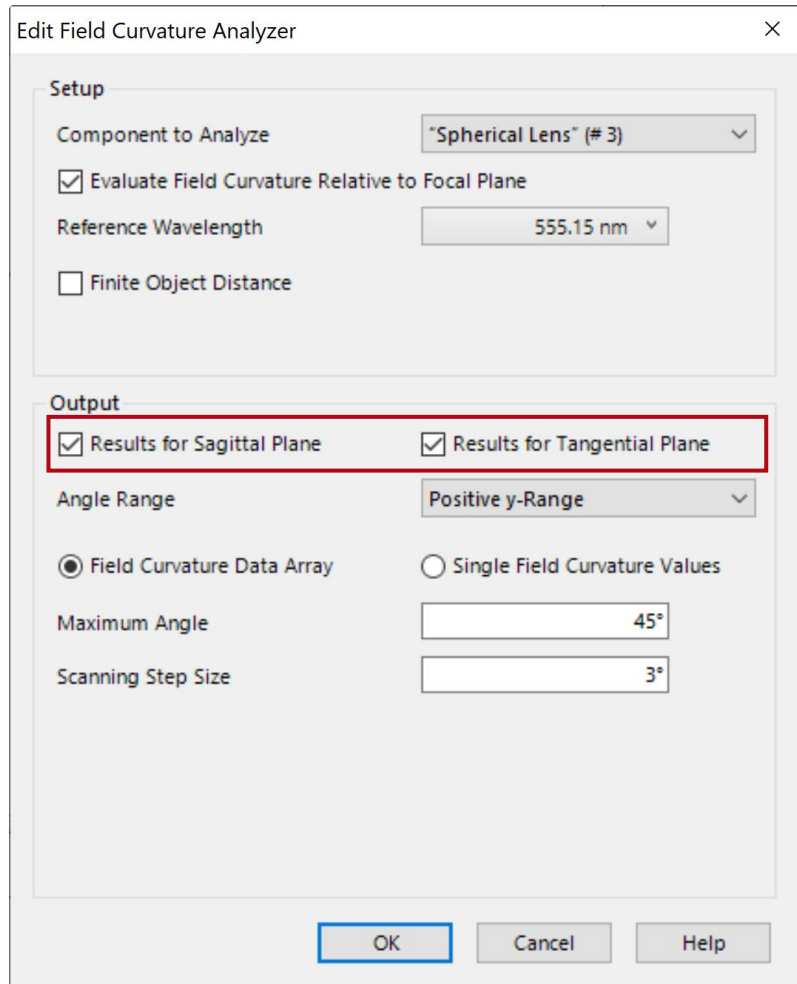 Edit Field Curvature Analyzer
Setup
Component to Analyze "Spherical Lens" (# 3)
Evaluate Field Curvature Relative to Focal Plane
Reference Wavelength 555.15 nm
Finite Object Distance
Output
Results for Sagittal Plane Results for Tangential Plane
Angle Range Positive y-Range
Field Curvature Data Array Single Field Curvature Values
Maximum Angle 45°
Scanning Step Size 3°
OK Cancel Help